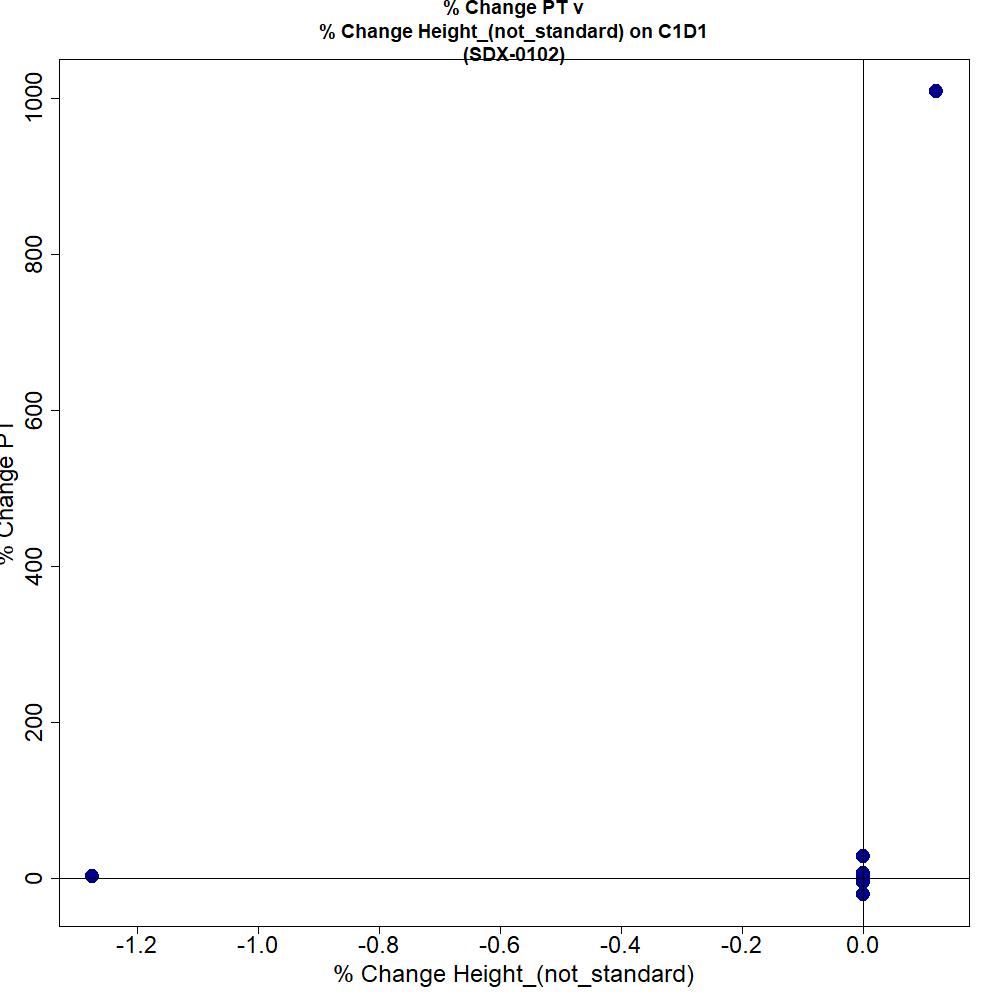 % Change PT v
% Change Height_(not_standard) on C1D1
(SDX-0102)
% Change PT
1000
800
600
400
200
0
-1.2
-1.0
-0.8
-0.6
-0.4
-0.2
0.0
% Change Height_(not_standard)